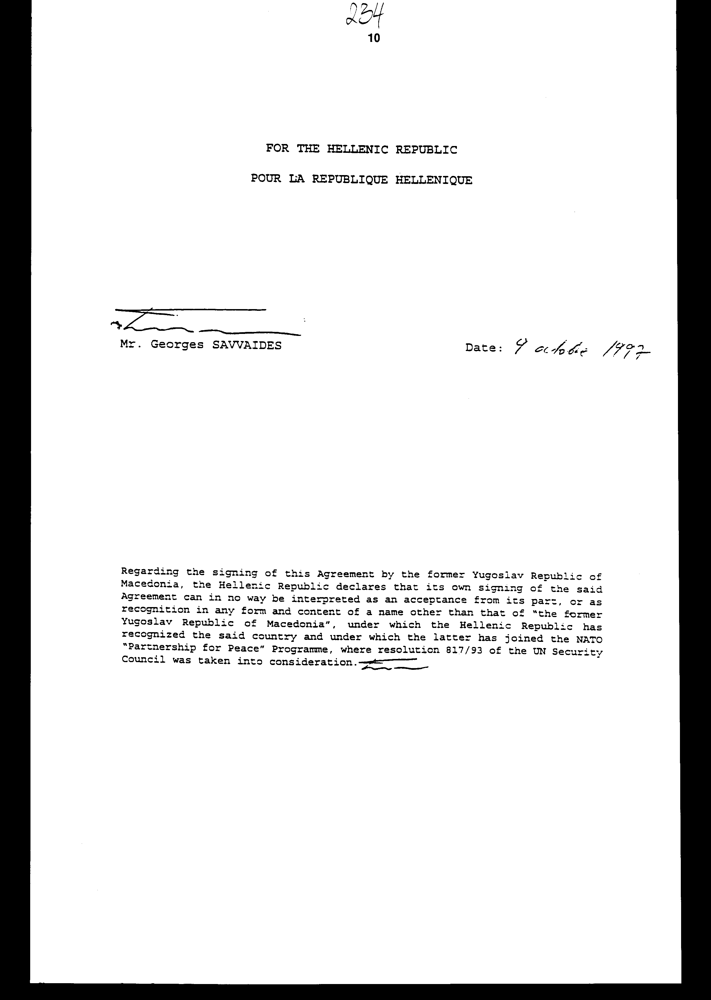 234
10
FOR THE HELLENIC REPUBLIC
POUR LA REPUBLIQUE HELLENIQUE
Mr. Georges SAVVAIDES
Date: 9 octobre 1997
Regarding the signing of this Agreement by the former Yugoslav Republic of
Macedonia, the Hellenic Republic declares that its own signing of the said
Agreement can in no way be interpreted as an acceptance from its part, or as
recognition in any form and content of a name other than that of "the former
Yugoslav Republic of Macedonia", under which the Hellenic Republic has
recognized the said country and under which the latter has joined the NATO
"Partnership for Peace" Programme, where resolution 817/93 of the UN Security
Council was taken into consideration.